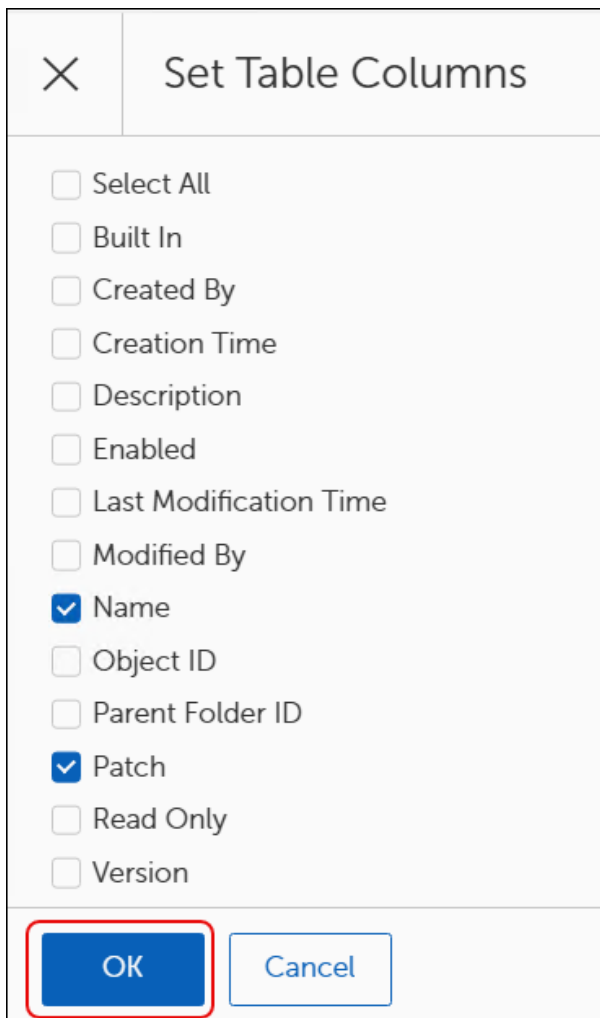 Set Table Columns
Select All
Built In
Created By
Creation Time
Description
Enabled
Last Modification Time
Modified By
Name
Object ID
Parent Folder ID
Patch
Read Only
Version
OK Cancel